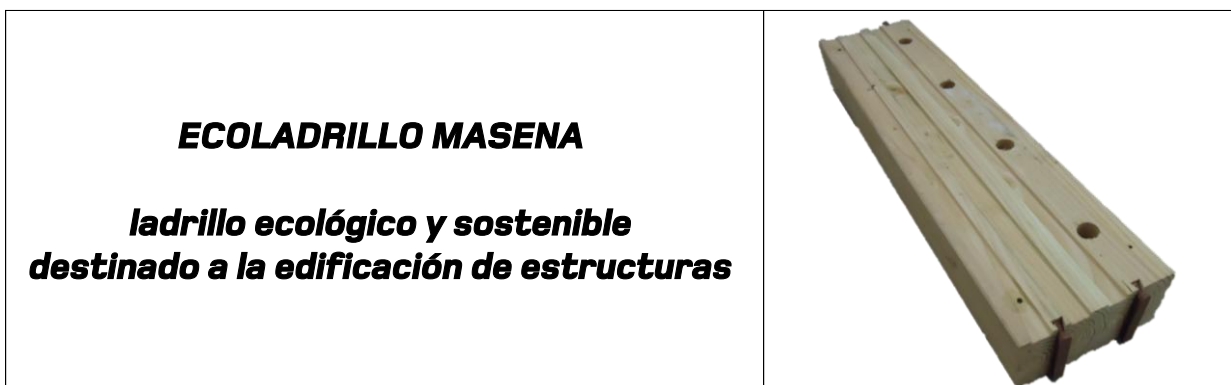 ECOLADRILLO MASENA
ladrillo ecológico y sostenible
destinado a la edificación de estructuras